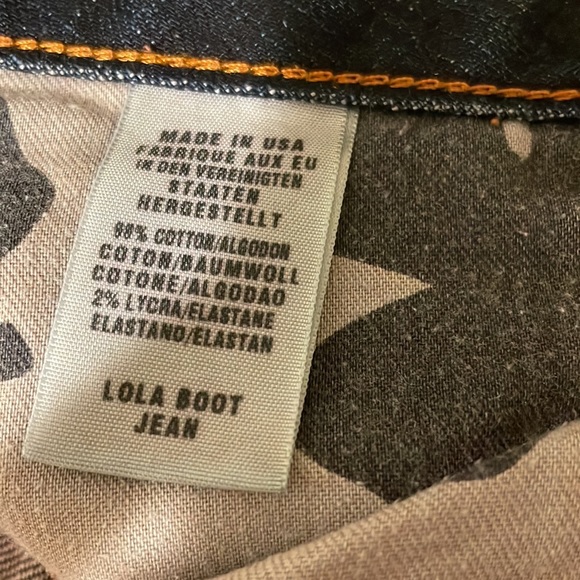 MADE IN USA
FABRIQUE AUX EU
IN DEN VEREINIGTEN
STAATEN
HERGESTELLT
98% COTTON/ALGODON
COTON/BAUMWOLL
COTONE/ALGODAO
2% LYCRA/ELASTANE
ELASTANO/ELASTAN
LOLA BOOT
JEAN